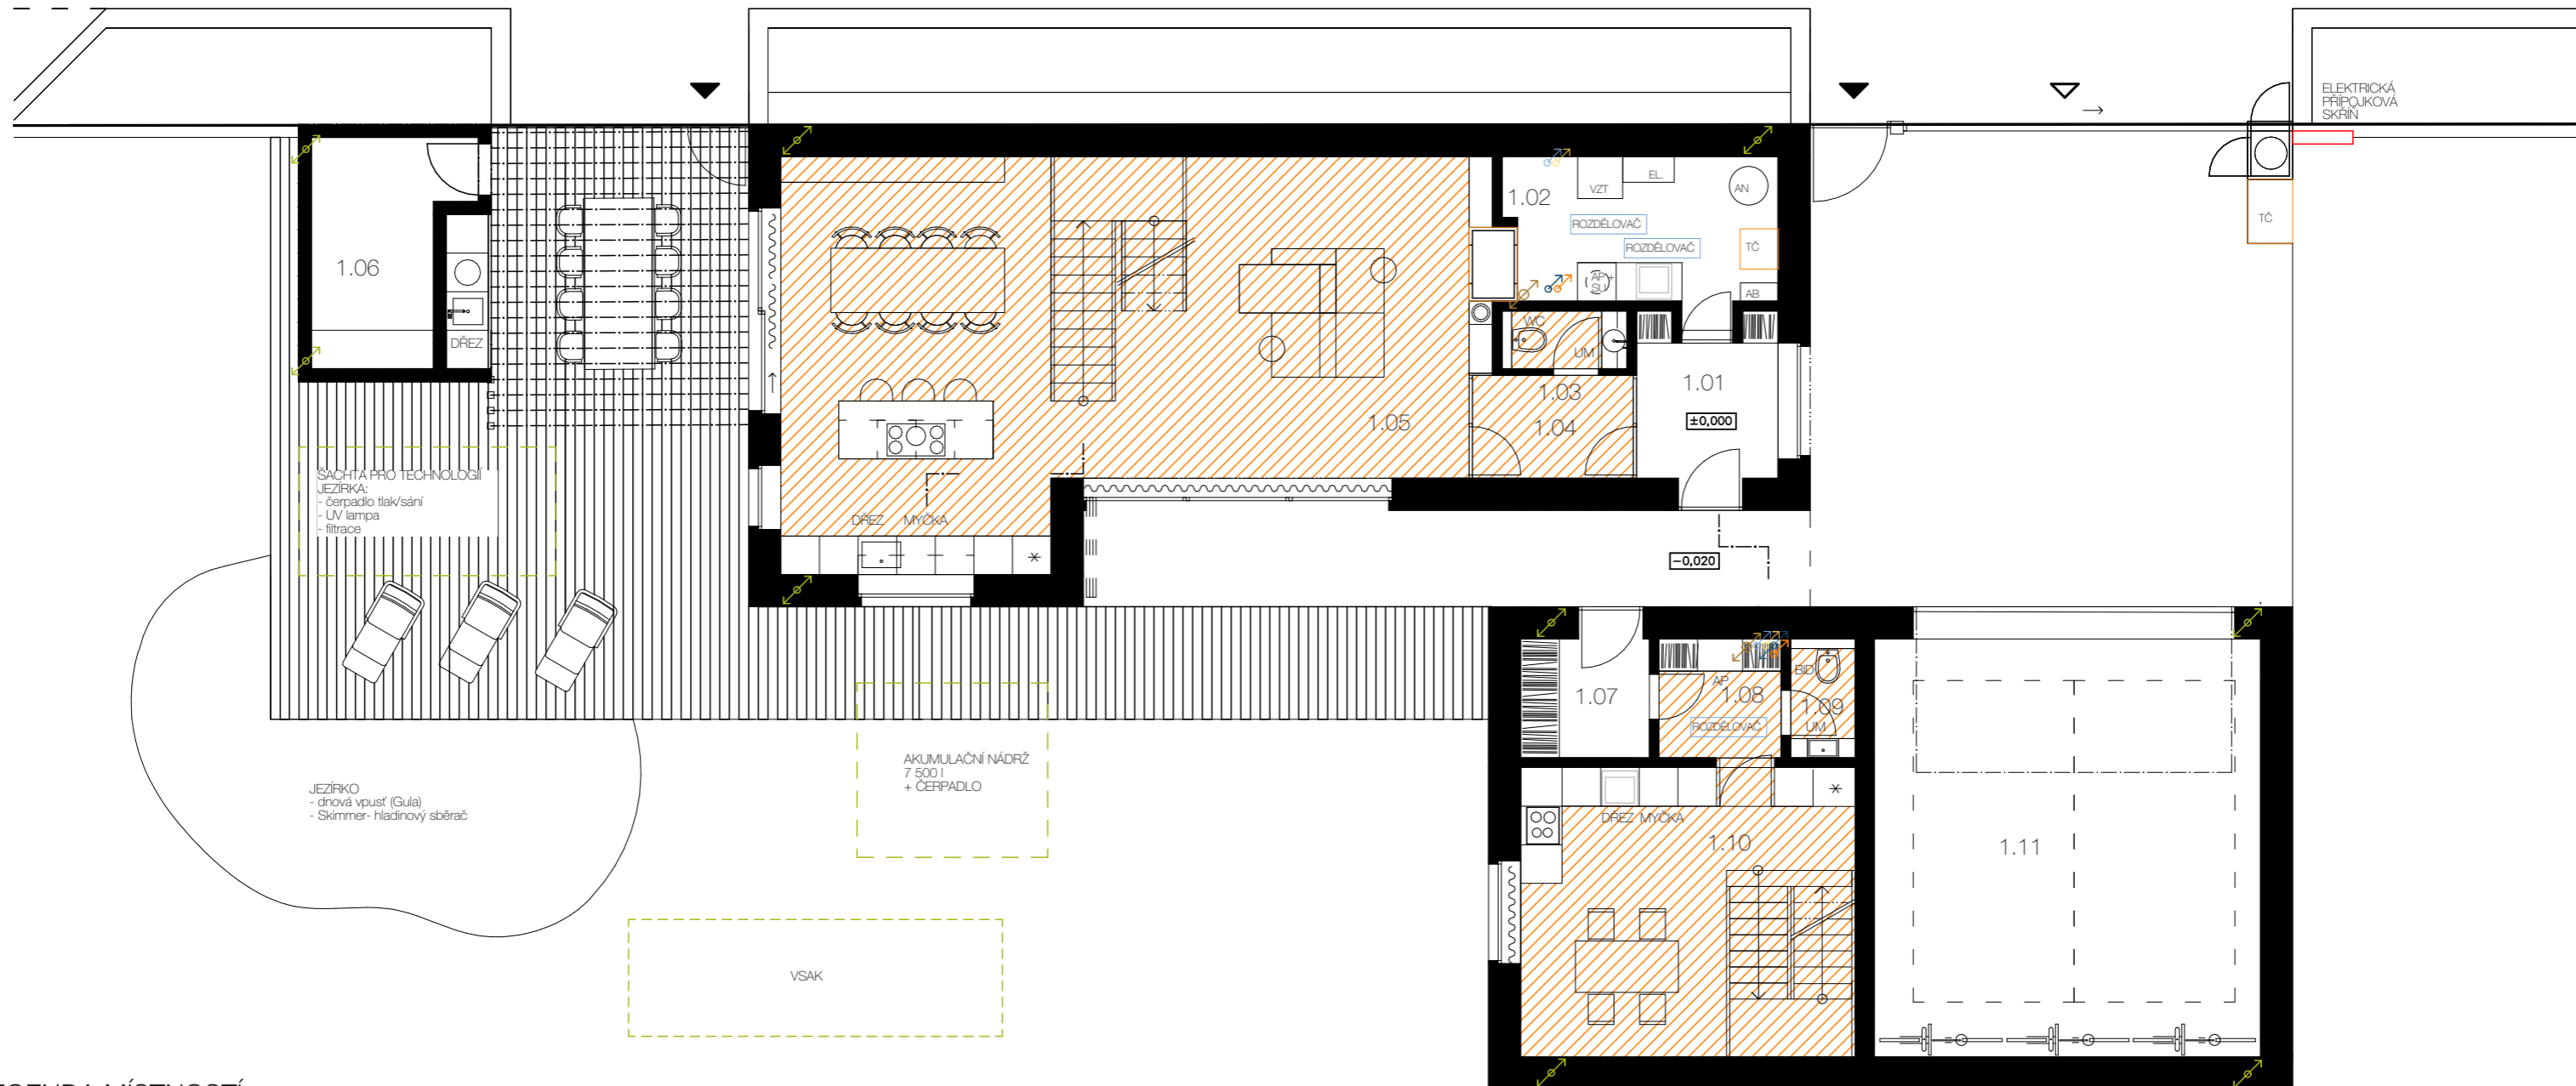 ELEKTRICKÁ
PŘÍPOJKOVÁ
SKŘÍŇ
1.02
VZT
EL.
AN
ROZDĚLOVAČ
ROZDĚLOVAČ
TČ
TČ
1.06
AP +
SU
AB
DŘEZ
WC
UM
1.03
1.01
1.04
1.05
±0,000
ŠACHTA PRO TECHNOLOGII
JEZÍRKA:
- čerpadlo tlak/sání
- UV lampa
- filtrace
DŘEZ MYČKA
-0,020
1.07
AP
1.08
ROZDĚLOVAČ
BID
1.09
UM
AKUMULAČNÍ NÁDRŽ
7 500 l
+ ČERPADLO
JEZÍRKO
- dnová vpusť (Gula)
- Skimmer- hladinový sběrač
DŘEZ MYČKA
1.10
1.11
VSAK